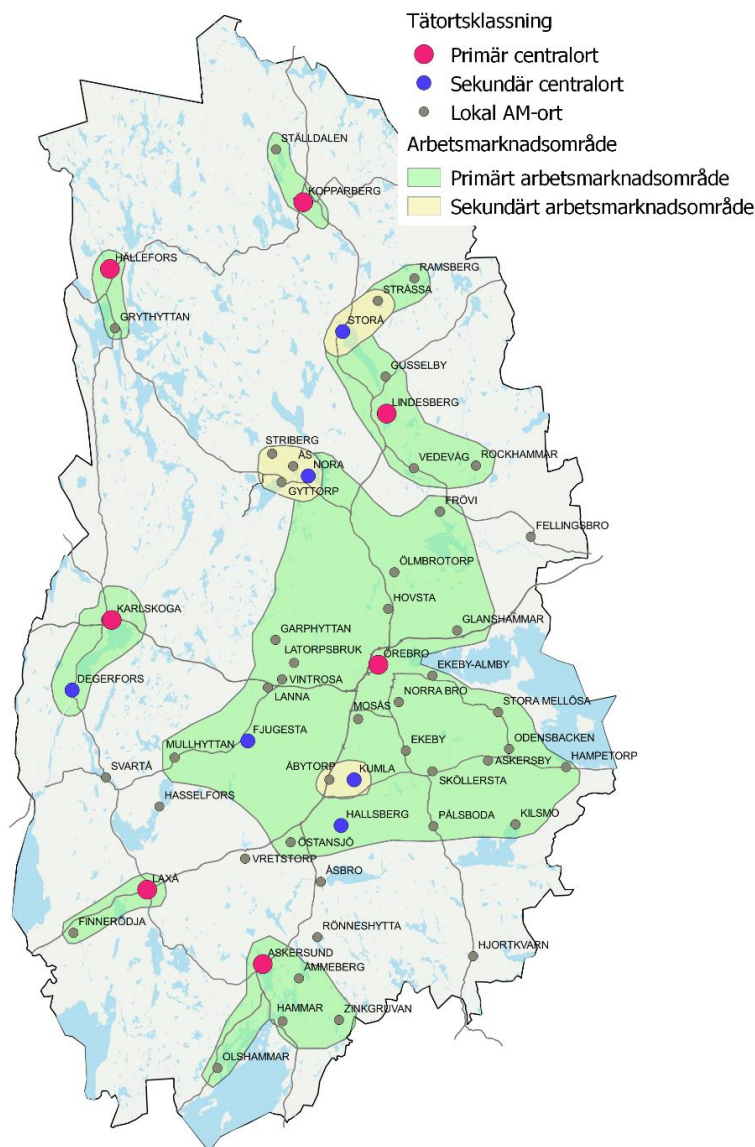 Tätortsklassning
Primär centralort
Sekundär centralort
Lokal AM-ort
Arbetsmarknadsområde
Primärt arbetsmarknadsområde
Sekundärt arbetsmarknadsområde
STÄLLDALEN
KOPPARBERG
HÄLLEFORS
RAMSBERG
STRÅSSA
GRYTHYTTAN
STORÅ
GUSSELBY
LINDESBERG
STRIBERG
ÅS
NORA
VEDEVÅG
ROCKHAMMAR
GYTTORP
FRÖVI
FELLINGSBRO
ÖLMBROTORP
HOVSTA
KARLSKOGA
GLANSHAMMAR
GARPHYTTAN
ÖREBRO
LATORPSBRUK
EKEBY-ALMBY
DEGERFORS
VINTROSA
LANNA
NORRA BRO
MOSÅS
STORA MELLÖSA
FJUGESTA
MULLHYTTAN
EKEBY
ODENSBACKEN
ASKERSBY
HAMPETORP
SVARTÅ
ÅBYTORP
KUMLA
SKÖLLERSTA
HASSELFORS
HALLSBERG
PÅLSBODA
KILSMO
ÖSTANSJÖ
VRETSTORP
LAXÅ
ÅSBRO
FINNERÖDJA
RÖNNESHYTTA
ASKERSUND
HJORTKVARN
ÅMMEBERG
HAMMAR
ZINKGRUVAN
OLSHAMMAR